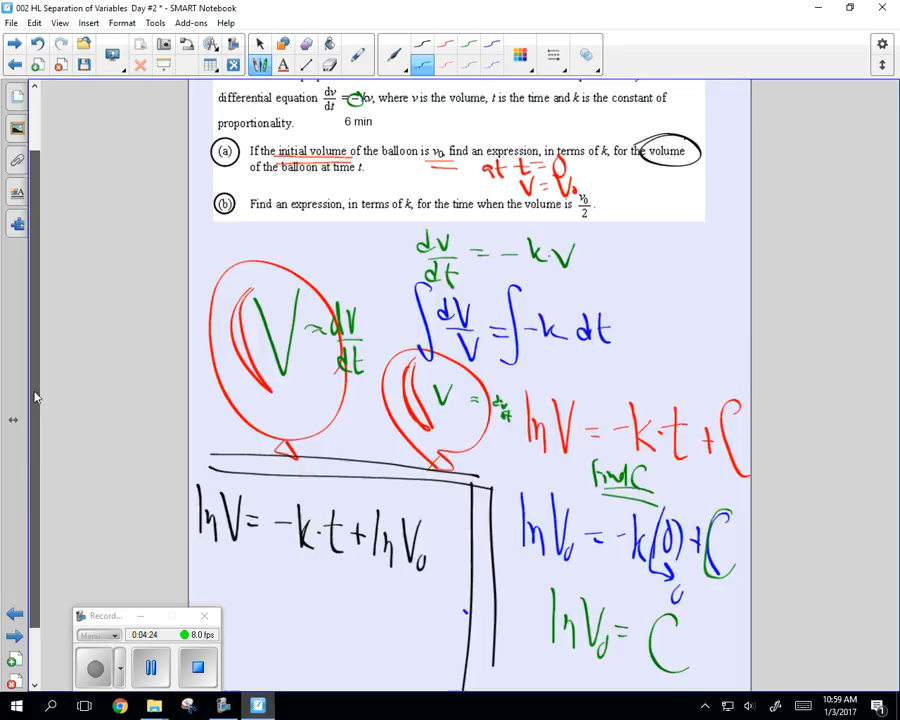 002 HL Separation of Variables Day #2 * - SMART Notebook
File Edit View Insert Format Tools Add-ons Help
differential equation dv/dt = -kv, where v is the volume, t is the time and k is the constant of
proportionality.
6 min
(a) If the initial volume of the balloon is v₀, find an expression, in terms of k, for the volume
of the balloon at time t.
at t = 0
V = V₀
(b) Find an expression, in terms of k, for the time when the volume is v₀/2.
dV/dt = -k·V
V ≈ dV/dt
∫ dV/V = ∫ -k dt
V = dv/dt
ln V = -k·t + C
Find C
ln V = -k·t + ln V₀
ln V₀ = -k(0) + C
0
ln V₀ = C
Record...
Menu
0:04:24
8.0 fps
10:59 AM
1/3/2017
1